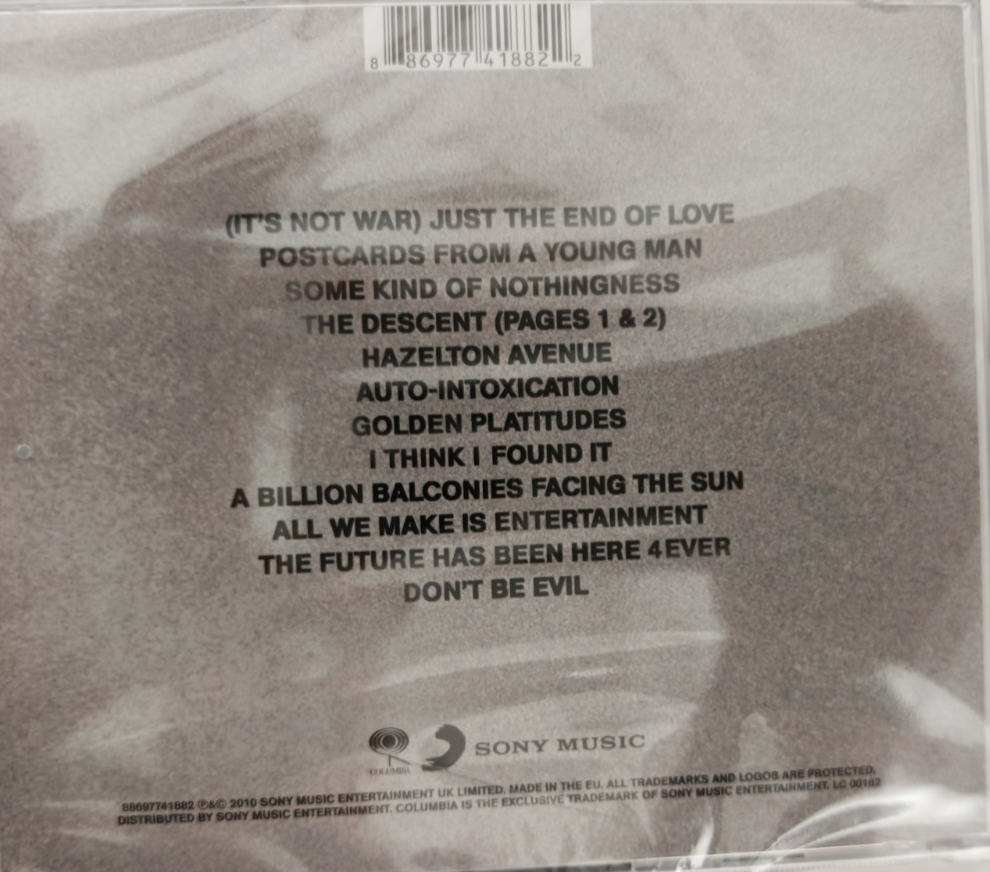 8 86977 41882 2
(IT'S NOT WAR) JUST THE END OF LOVE
POSTCARDS FROM A YOUNG MAN
SOME KIND OF NOTHINGNESS
THE DESCENT (PAGES 1 & 2)
HAZELTON AVENUE
AUTO-INTOXICATION
GOLDEN PLATITUDES
I THINK I FOUND IT
A BILLION BALCONIES FACING THE SUN
ALL WE MAKE IS ENTERTAINMENT
THE FUTURE HAS BEEN HERE 4EVER
DON'T BE EVIL
COLUMBIA
SONY MUSIC
88697741882 ℗&© 2010 SONY MUSIC ENTERTAINMENT UK LIMITED. MADE IN THE EU. ALL TRADEMARKS AND LOGOS ARE PROTECTED.
DISTRIBUTED BY SONY MUSIC ENTERTAINMENT. COLUMBIA IS THE EXCLUSIVE TRADEMARK OF SONY MUSIC ENTERTAINMENT. LC 00162